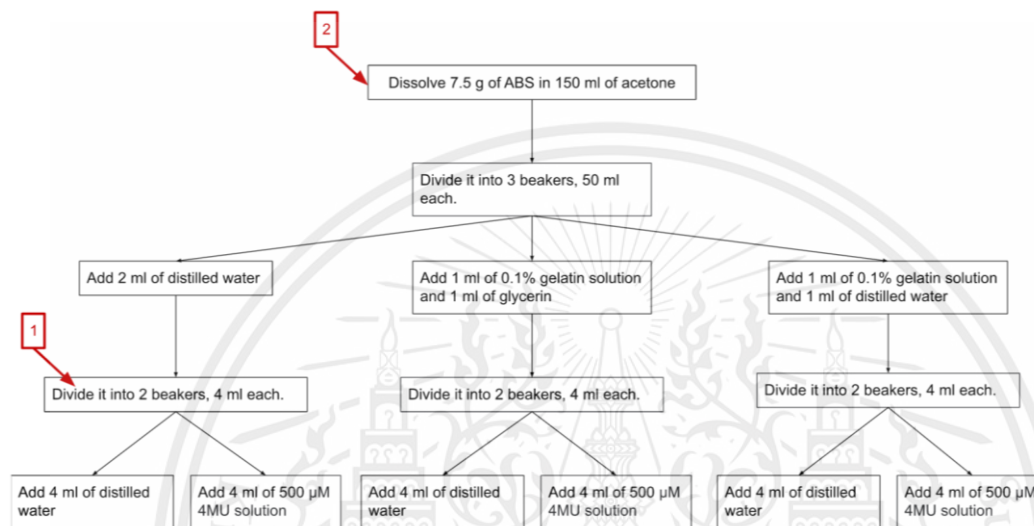 2
Dissolve 7.5 g of ABS in 150 ml of acetone
Divide it into 3 beakers, 50 ml
each.
Add 2 ml of distilled water
Add 1 ml of 0.1% gelatin solution
and 1 ml of glycerin
Add 1 ml of 0.1% gelatin solution
and 1 ml of distilled water
1
Divide it into 2 beakers, 4 ml each.
Divide it into 2 beakers, 4 ml each.
Divide it into 2 beakers, 4 ml each.
Add 4 ml of distilled
water
Add 4 ml of 500 µM
4MU solution
Add 4 ml of distilled
water
Add 4 ml of 500 µM
4MU solution
Add 4 ml of distilled
water
Add 4 ml of 500 µM
4MU solution